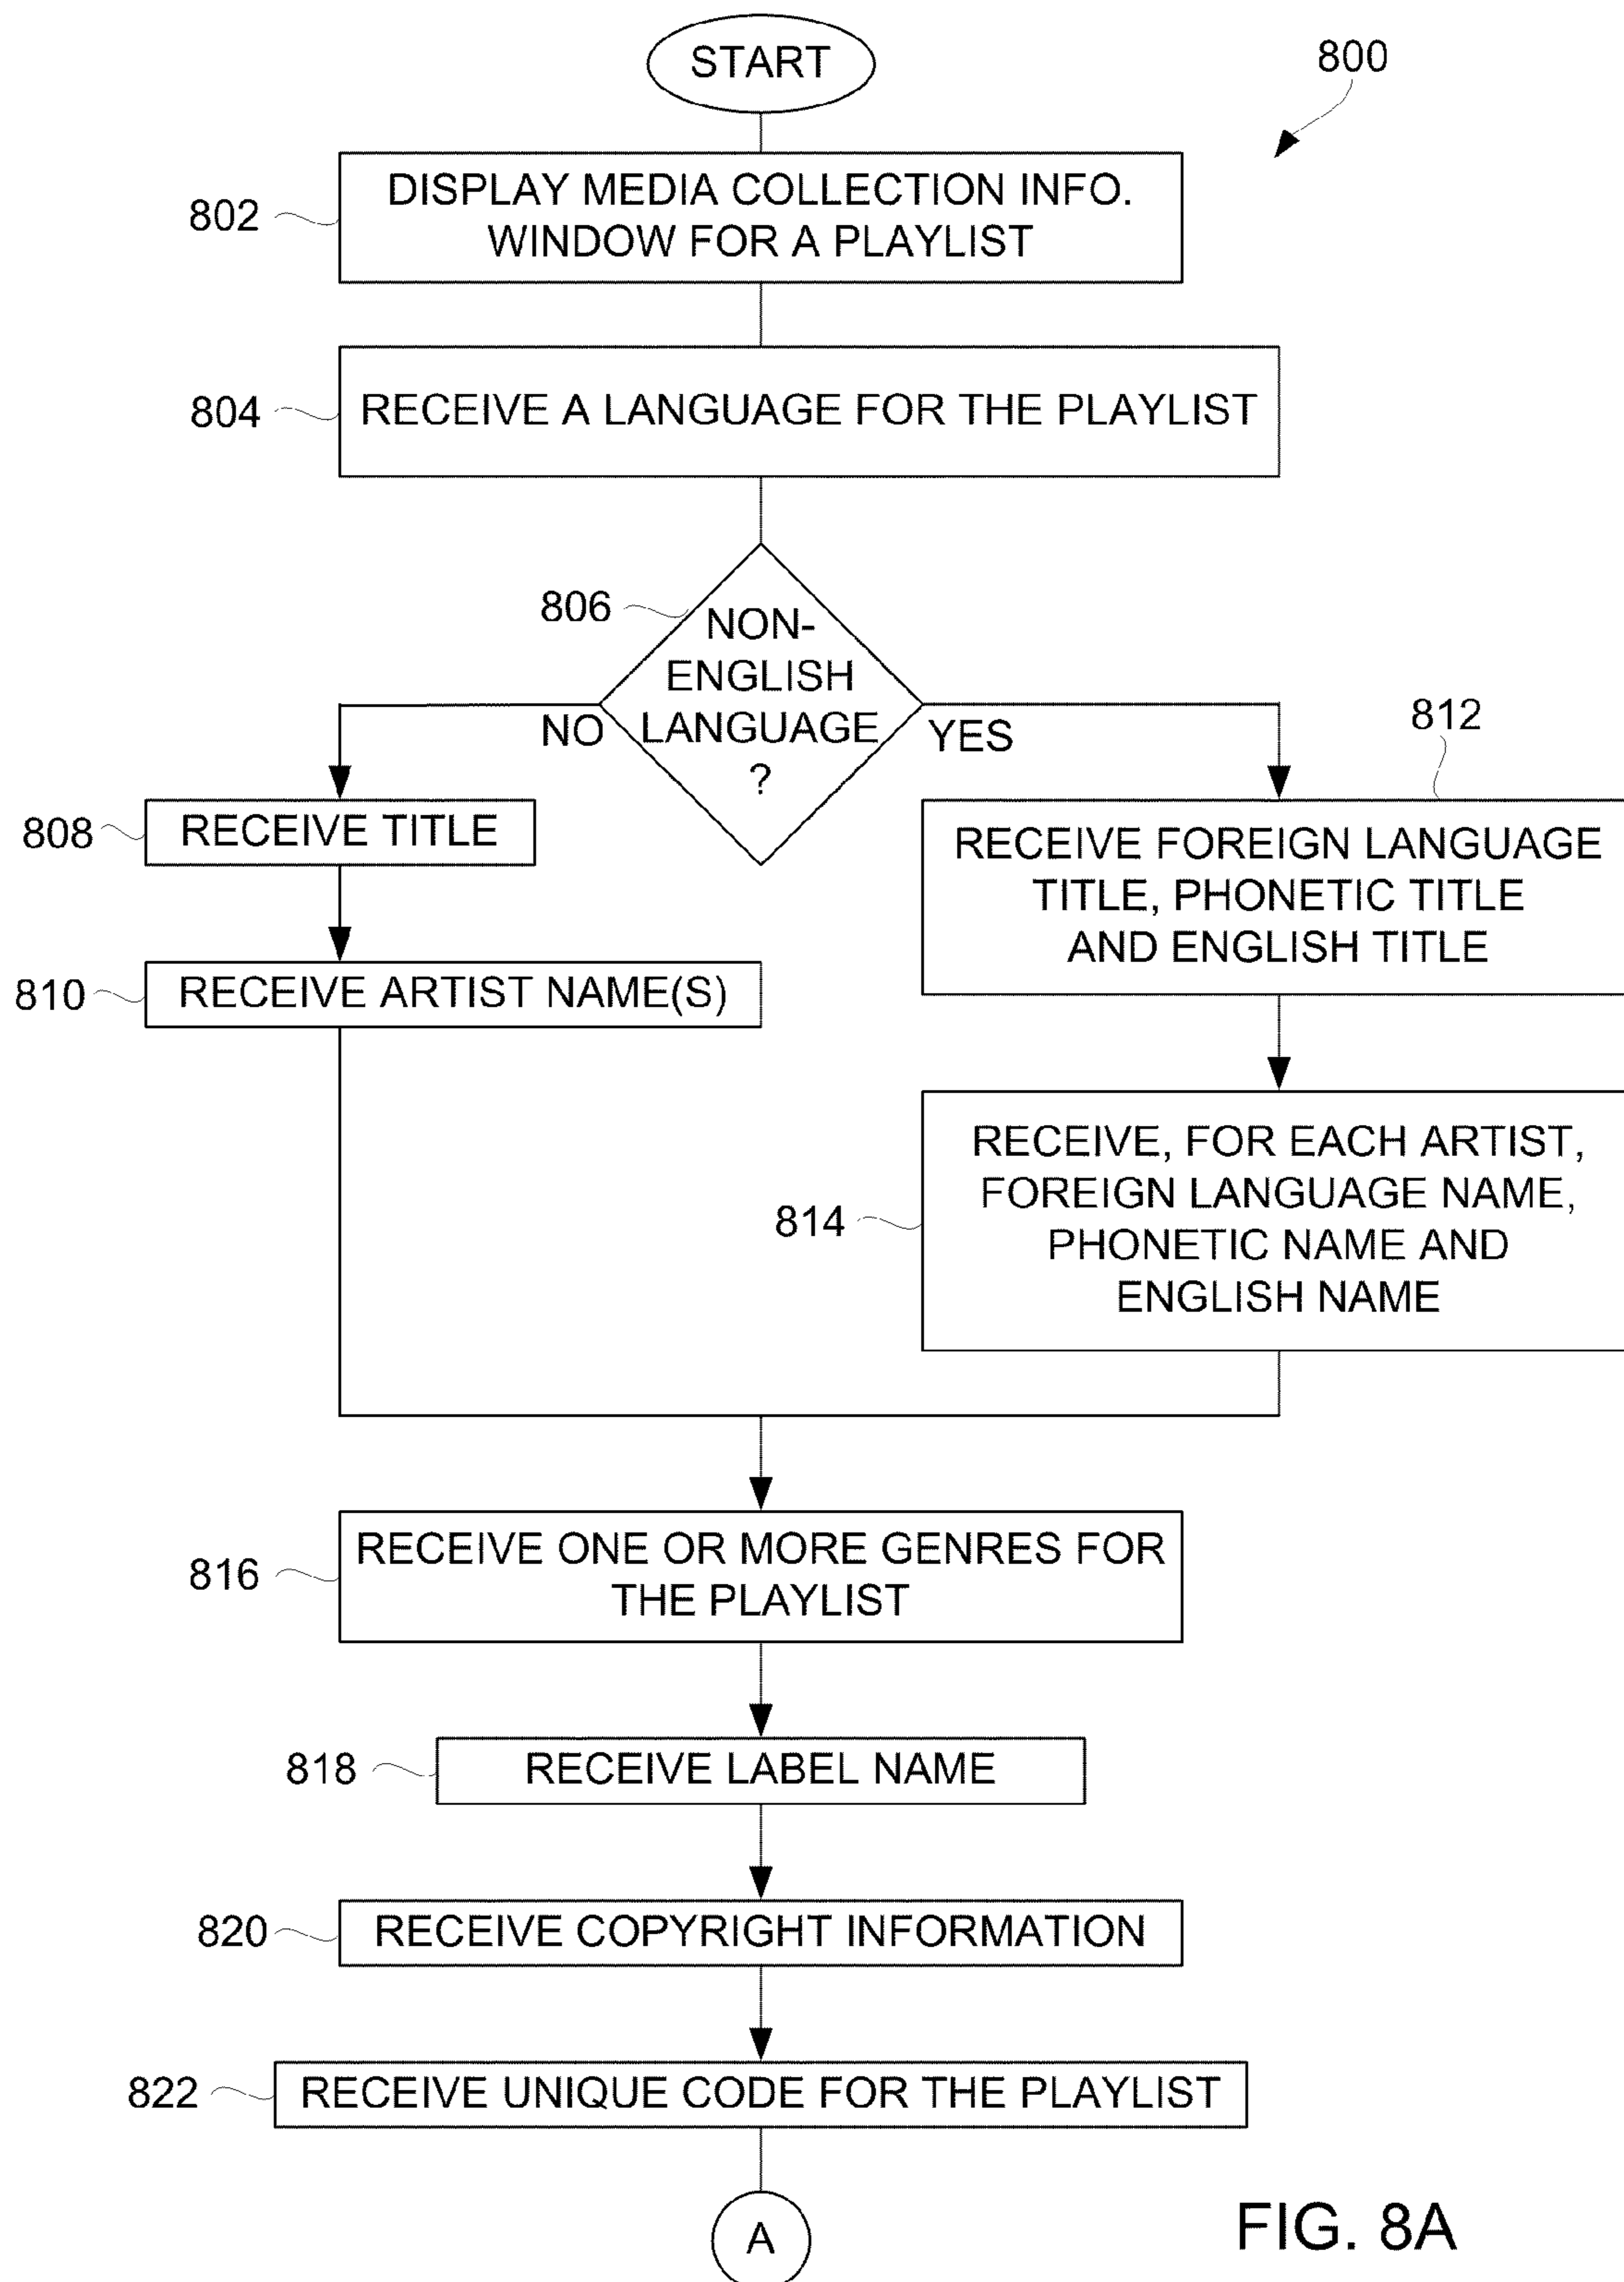 START
800
802
DISPLAY MEDIA COLLECTION INFO.
WINDOW FOR A PLAYLIST
804
RECEIVE A LANGUAGE FOR THE PLAYLIST
806
NON-
ENGLISH
LANGUAGE
?
NO
YES
808
RECEIVE TITLE
810
RECEIVE ARTIST NAME(S)
812
RECEIVE FOREIGN LANGUAGE
TITLE, PHONETIC TITLE
AND ENGLISH TITLE
814
RECEIVE, FOR EACH ARTIST,
FOREIGN LANGUAGE NAME,
PHONETIC NAME AND
ENGLISH NAME
816
RECEIVE ONE OR MORE GENRES FOR
THE PLAYLIST
818
RECEIVE LABEL NAME
820
RECEIVE COPYRIGHT INFORMATION
822
RECEIVE UNIQUE CODE FOR THE PLAYLIST
A
FIG. 8A